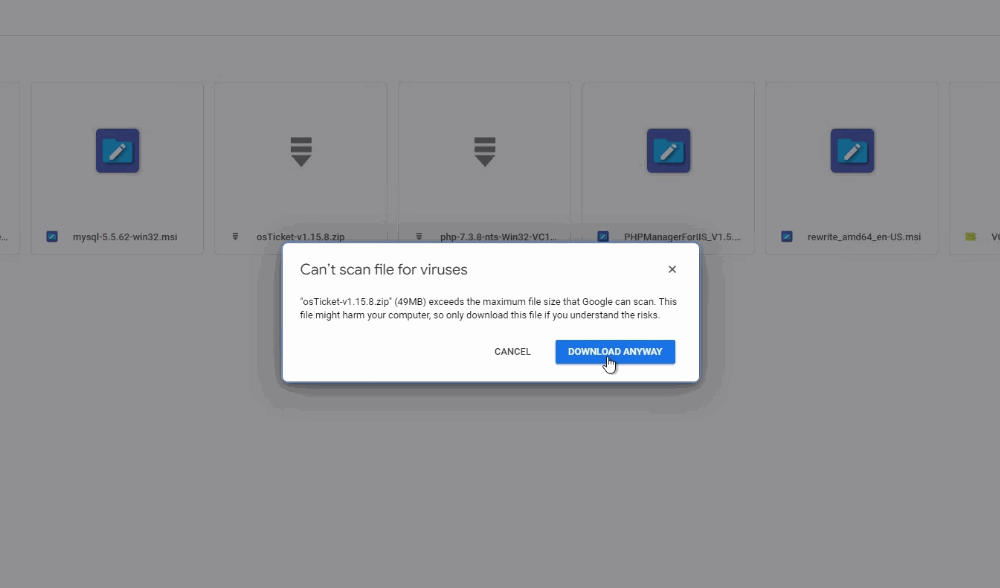 mysql-5.5.62-win32.msi
osTicket-v1.15.8.zip
php-7.3.8-nts-Win32-VC1...
PHPManagerForIIS_V1.5....
rewrite_amd64_en-US.msi
Can't scan file for viruses
"osTicket-v1.15.8.zip" (49MB) exceeds the maximum file size that Google can scan. This
file might harm your computer, so only download this file if you understand the risks.
CANCEL
DOWNLOAD ANYWAY